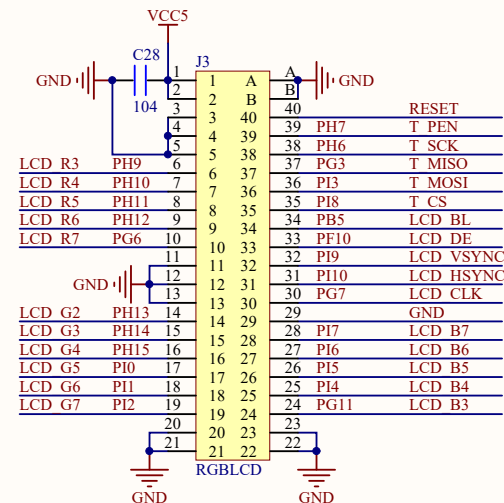 VCC5
C28
J3
GND
104
1 1 A A GND
2 2 B B
3 3 40 40 RESET
4 4 39 39 PH7 T_PEN
5 5 38 38 PH6 T_SCK
LCD_R3 PH9 6 6 37 37 PG3 T_MISO
LCD_R4 PH10 7 7 36 36 PI3 T_MOSI
LCD_R5 PH11 8 8 35 35 PI8 T_CS
LCD_R6 PH12 9 9 34 34 PB5 LCD_BL
LCD_R7 PG6 10 10 33 33 PF10 LCD_DE
11 11 32 32 PI9 LCD_VSYNC
GND 12 12 31 31 PI10 LCD_HSYNC
13 13 30 30 PG7 LCD_CLK
LCD_G2 PH13 14 14 29 29 GND
LCD_G3 PH14 15 15 28 28 PI7 LCD_B7
LCD_G4 PH15 16 16 27 27 PI6 LCD_B6
LCD_G5 PI0 17 17 26 26 PI5 LCD_B5
LCD_G6 PI1 18 18 25 25 PI4 LCD_B4
LCD_G7 PI2 19 19 24 24 PG11 LCD_B3
20 20 23 23
21 21 22 22
RGBLCD
GND GND